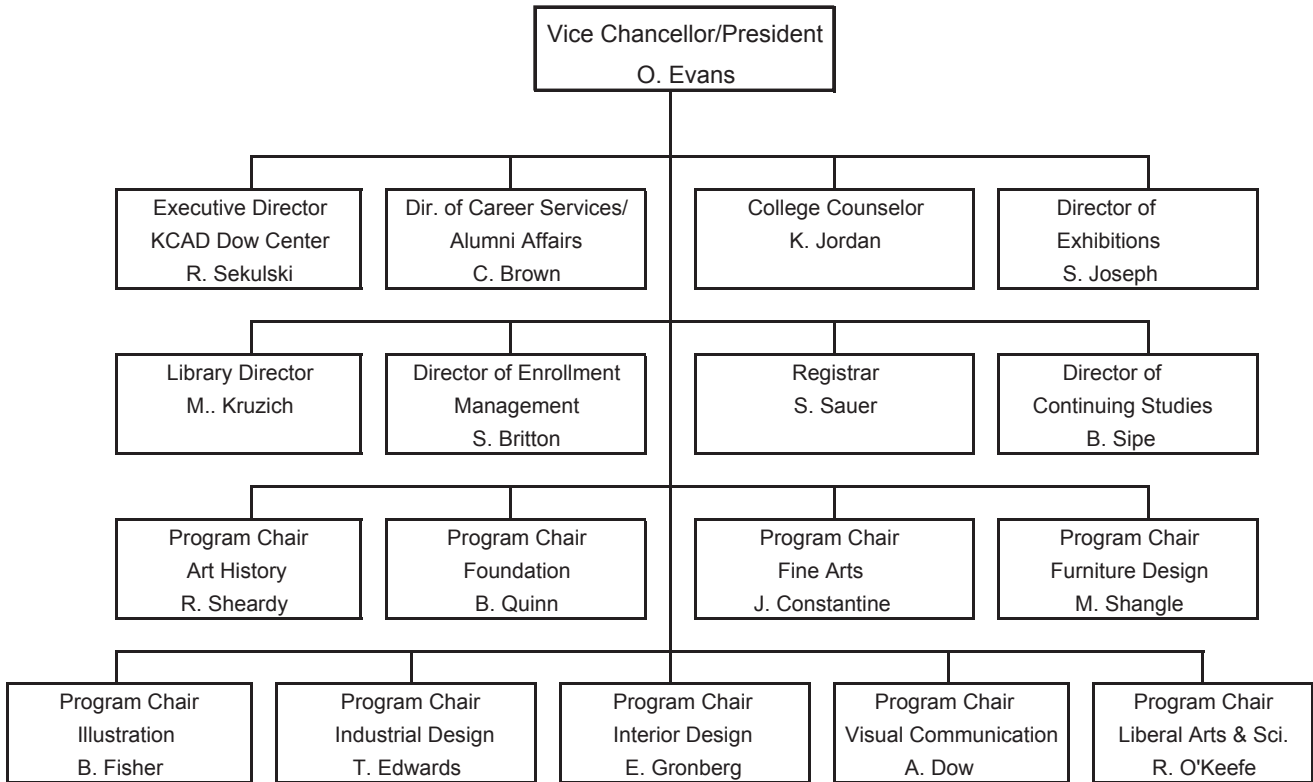 Vice Chancellor/President
O. Evans
Executive Director
KCAD Dow Center
R. Sekulski
Dir. of Career Services/
Alumni Affairs
C. Brown
College Counselor
K. Jordan
Director of
Exhibitions
S. Joseph
Library Director
M.. Kruzich
Director of Enrollment
Management
S. Britton
Registrar
S. Sauer
Director of
Continuing Studies
B. Sipe
Program Chair
Art History
R. Sheardy
Program Chair
Foundation
B. Quinn
Program Chair
Fine Arts
J. Constantine
Program Chair
Furniture Design
M. Shangle
Program Chair
Illustration
B. Fisher
Program Chair
Industrial Design
T. Edwards
Program Chair
Interior Design
E. Gronberg
Program Chair
Visual Communication
A. Dow
Program Chair
Liberal Arts & Sci.
R. O'Keefe